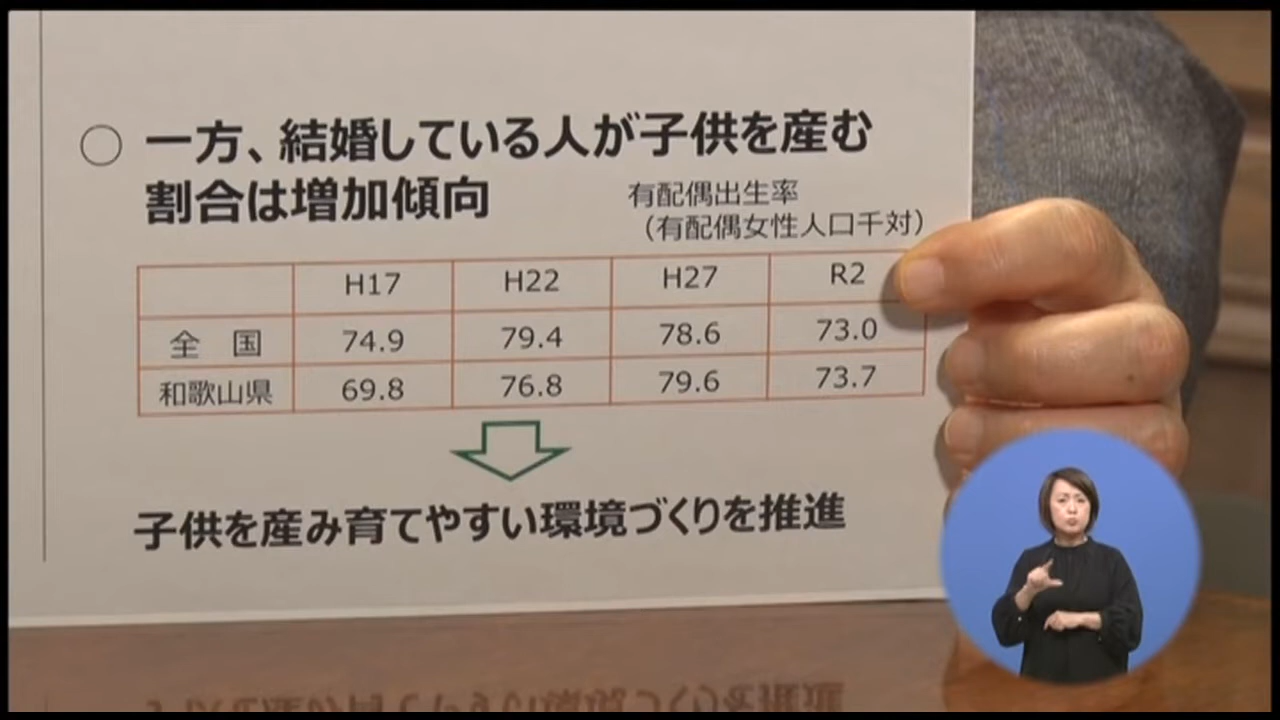 ○ 一方、結婚している人が子供を産む
割合は増加傾向
有配偶出生率
（有配偶女性人口千対）
H17 H22 H27 R2
全 国 74.9 79.4 78.6 73.0
和歌山県 69.8 76.8 79.6 73.7
子供を産み育てやすい環境づくりを推進